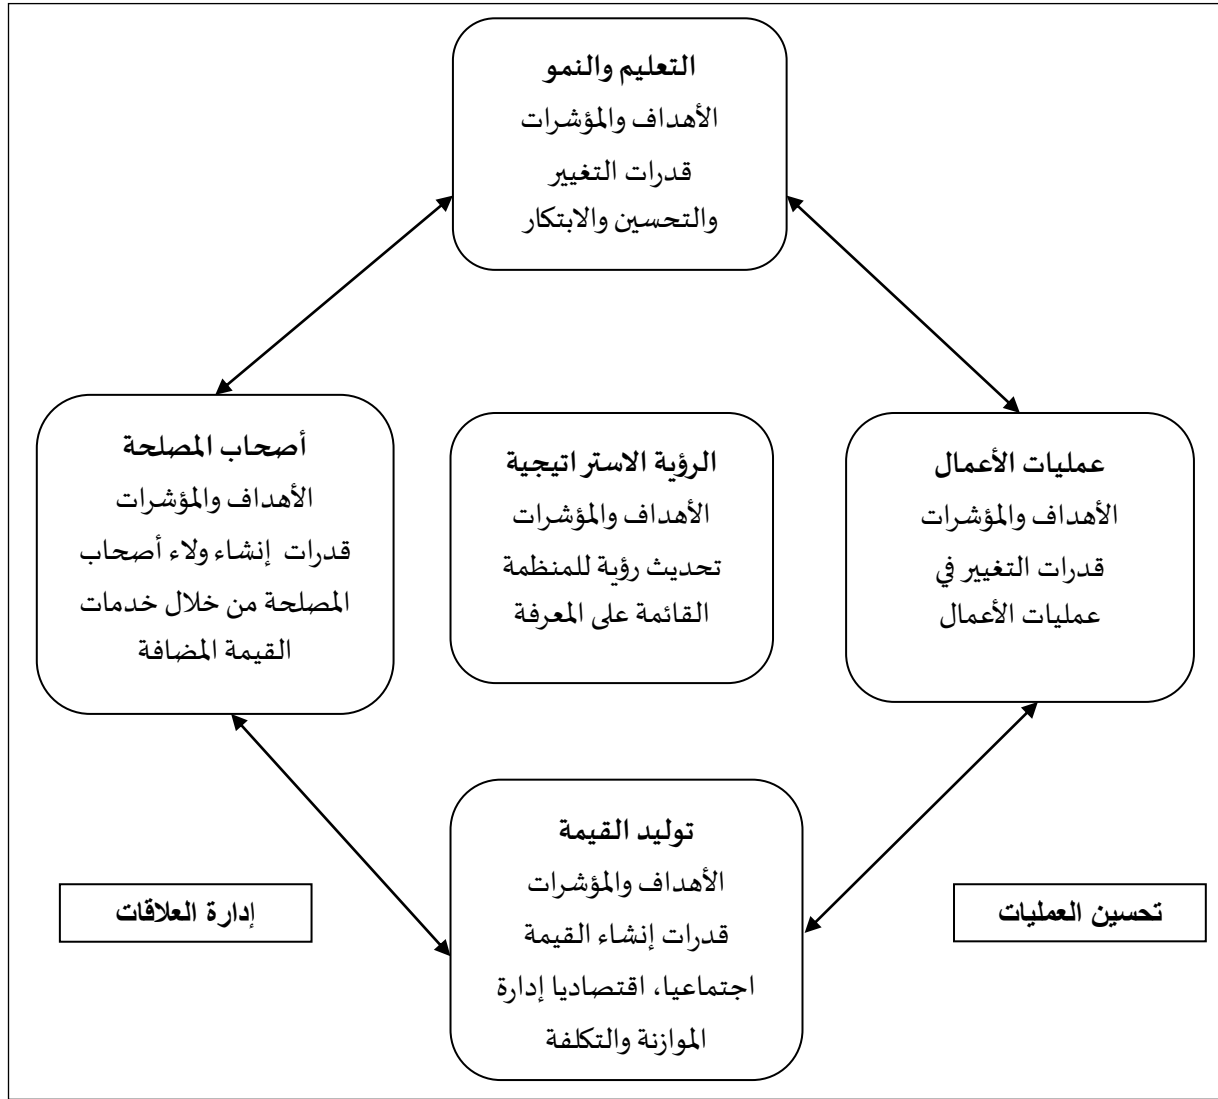 التعليم والنمو
الأهداف والمؤشرات
قدرات التغيير
والتحسين والابتكار
عمليات الأعمال
الأهداف والمؤشرات
قدرات التغيير في
عمليات الأعمال
الرؤية الاستراتيجية
الأهداف والمؤشرات
تحديث رؤية للمنظمة
القائمة على المعرفة
أصحاب المصلحة
الأهداف والمؤشرات
قدرات إنشاء ولاء أصحاب
المصلحة من خلال خدمات
القيمة المضافة
توليد القيمة
الأهداف والمؤشرات
قدرات إنشاء القيمة
اجتماعيا، اقتصاديا إدارة
الموازنة والتكلفة
تحسين العمليات
إدارة العلاقات